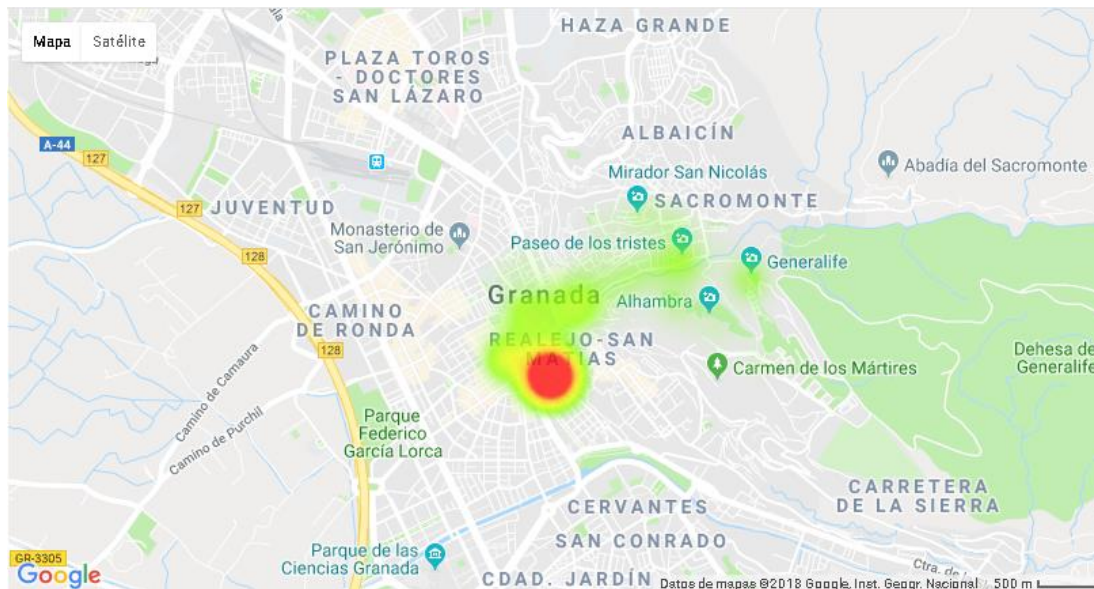 Mapa
Satélite
HAZA GRANDE
PLAZA TOROS
- DOCTORES
SAN LÁZARO
A-44
127
ALBAICÍN
Mirador San Nicolás
Abadía del Sacromonte
SACROMONTE
127
JUVENTUD
Monasterio de
San Jerónimo
Paseo de los tristes
128
Generalife
Granada
Alhambra
CAMINO
DE RONDA
REALEJO-SAN
MATÍAS
128
Dehesa de
Generalife
Carmen de los Mártires
Camino de Camaura
Camino de Purchil
Parque
Federico
García Lorca
CARRETERA
DE LA SIERRA
CERVANTES
SAN CONRADO
GR-3305
Parque de las
Ciencias Granada
Google
CDAD. JARDÍN
Ctra. de
Datos de mapas ©2018 Google, Inst. Geogr. Nacional
500 m